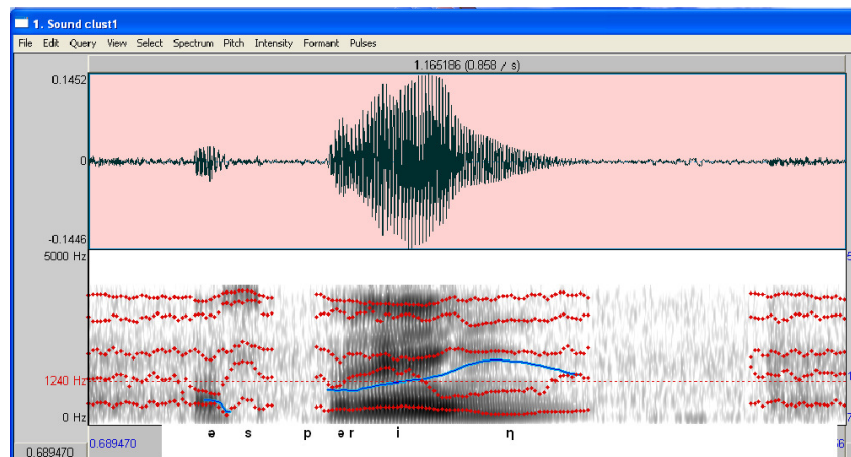 1. Sound clust1
File Edit Query View Select Spectrum Pitch Intensity Formant Pulses
1.165186 (0.858 / s)
0.1452
0
-0.1446
5000 Hz
1240 Hz
0 Hz
ə s p ə r i η
0.689470 0.689470